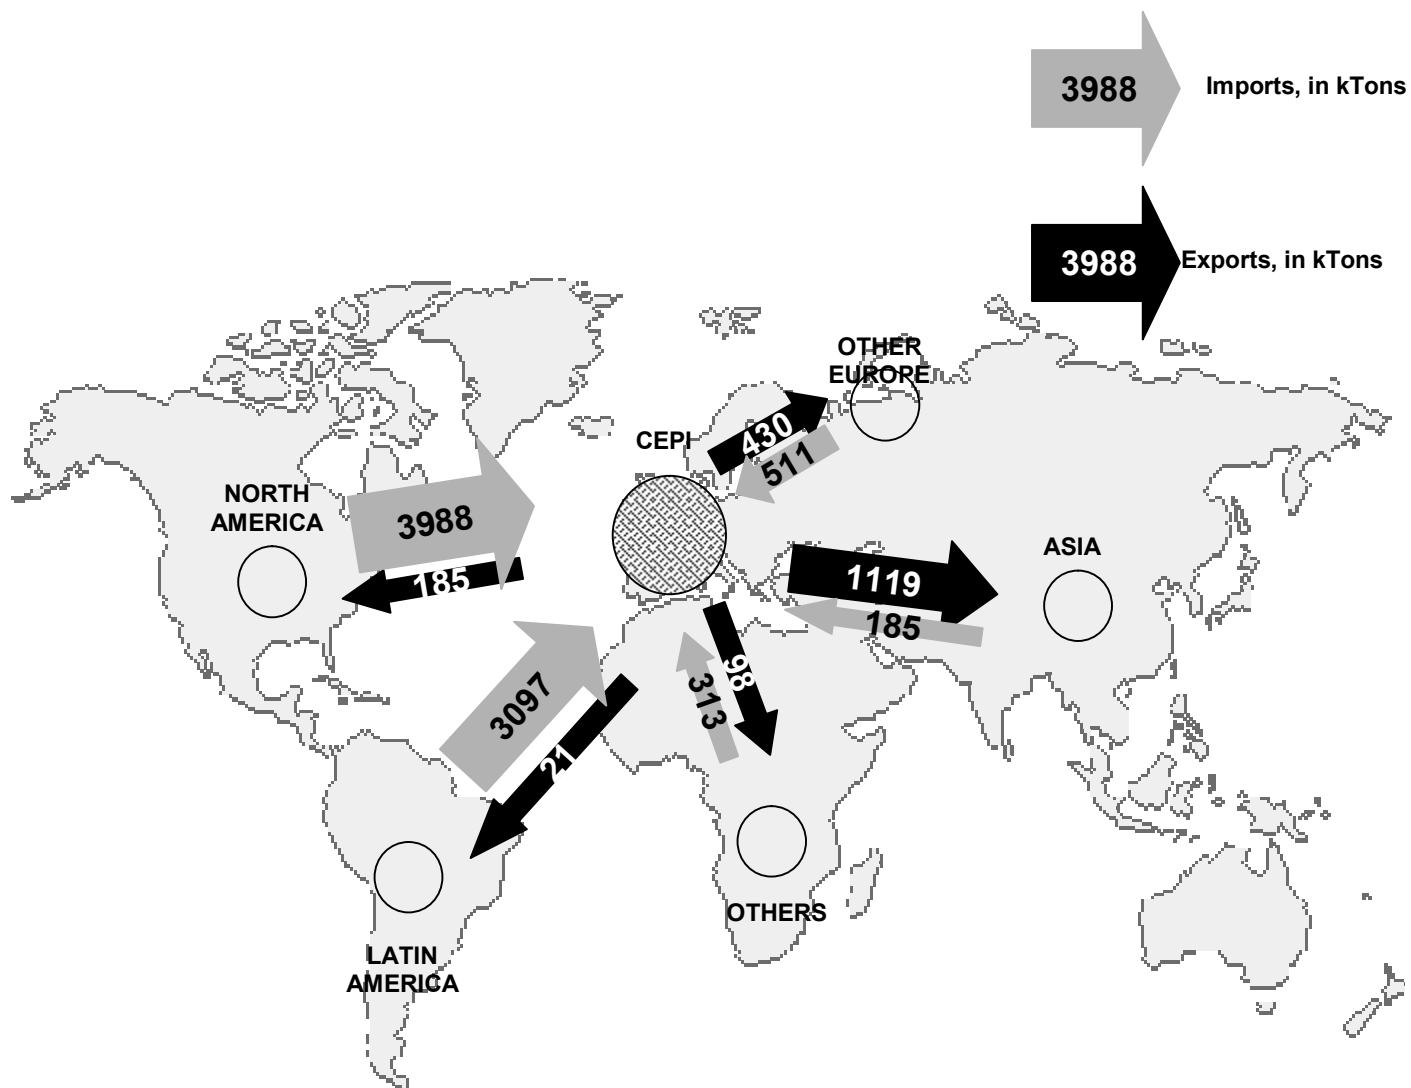 3988
Imports, in kTons
3988
Exports, in kTons
OTHER
EUROPE
CEPI
430
511
NORTH
AMERICA
3988
185
ASIA
1119
185
98
313
3097
21
OTHERS
LATIN
AMERICA